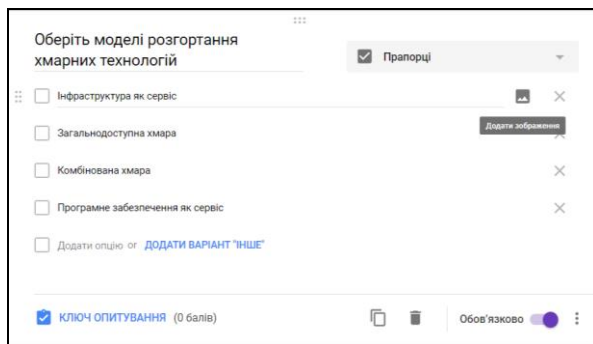 Оберіть моделі розгортання
хмарних технологій
Прапорці
Інфраструктура як сервіс
Додати зображення
Загальнодоступна хмара
Комбінована хмара
Програмне забезпечення як сервіс
Додати опцію or ДОДАТИ ВАРІАНТ "ІНШЕ"
КЛЮЧ ОПИТУВАННЯ (0 балів)
Обов'язково